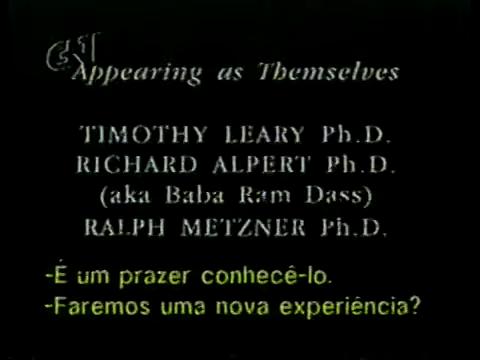 Appearing as Themselves
TIMOTHY LEARY Ph.D.
RICHARD ALPERT Ph.D.
(aka Baba Ram Dass)
RALPH METZNER Ph.D.
-É um prazer conhecê-lo.
-Faremos uma nova experiência?